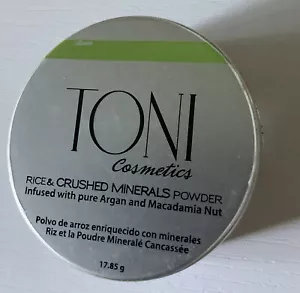 TONI
Cosmetics
RICE & CRUSHED MINERALS POWDER
Infused with pure Argan and Macadamia Nut
Polvo de arroz enriquecido con minerales
Riz et la Poudre Mineralé Cancassée
17.85 g